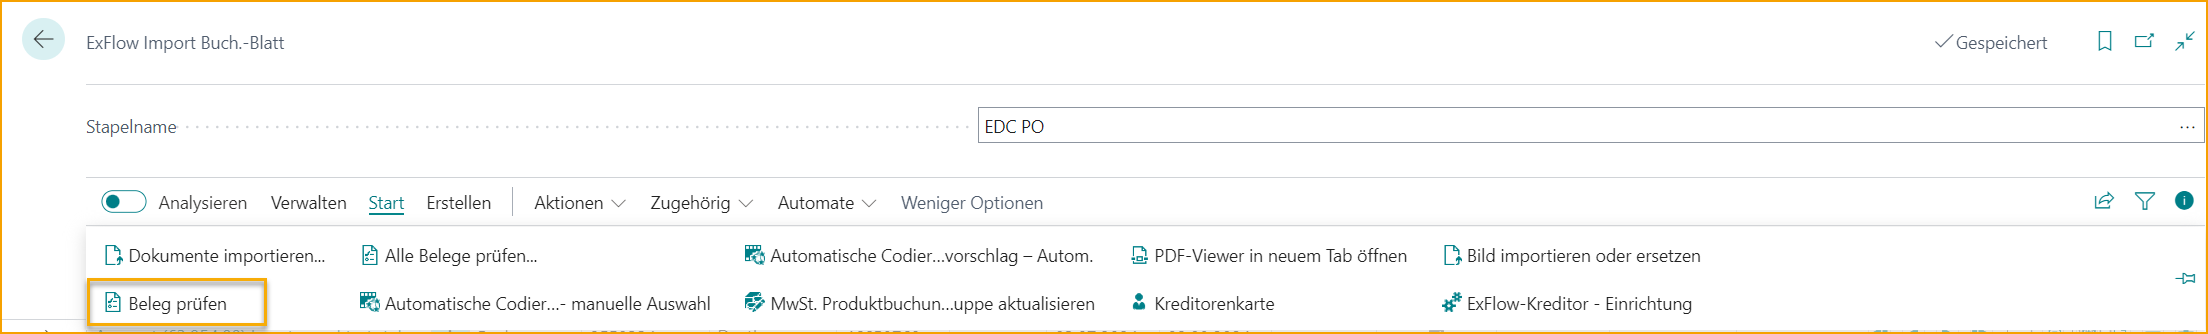 ExFlow Import Buch.-Blatt
Gespeichert
Stapelname
EDC PO
Analysieren Verwalten Start Erstellen Aktionen Zugehörig Automate Weniger Optionen
Dokumente importieren... Alle Belege prüfen... Automatische Codier...vorschlag – Autom. PDF-Viewer in neuem Tab öffnen Bild importieren oder ersetzen
Beleg prüfen Automatische Codier...- manuelle Auswahl MwSt. Produktbuchun...uppe aktualisieren Kreditorenkarte ExFlow-Kreditor - Einrichtung